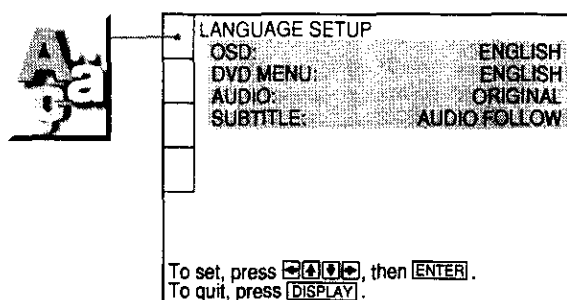 LANGUAGE SETUP
OSD: ENGLISH
DVD MENU: ENGLISH
AUDIO: ORIGINAL
SUBTITLE: AUDIO FOLLOW
To set, press ←↑↓→, then ENTER.
To quit, press DISPLAY.